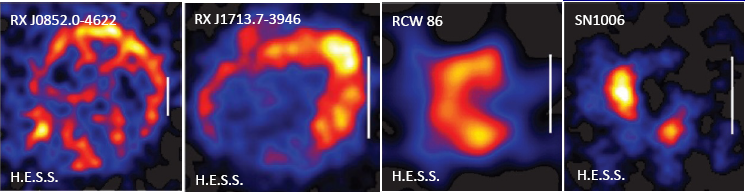 RX J0852.0-4622
RX J1713.7-3946
RCW 86
SN1006
H.E.S.S.
H.E.S.S.
H.E.S.S.
H.E.S.S.